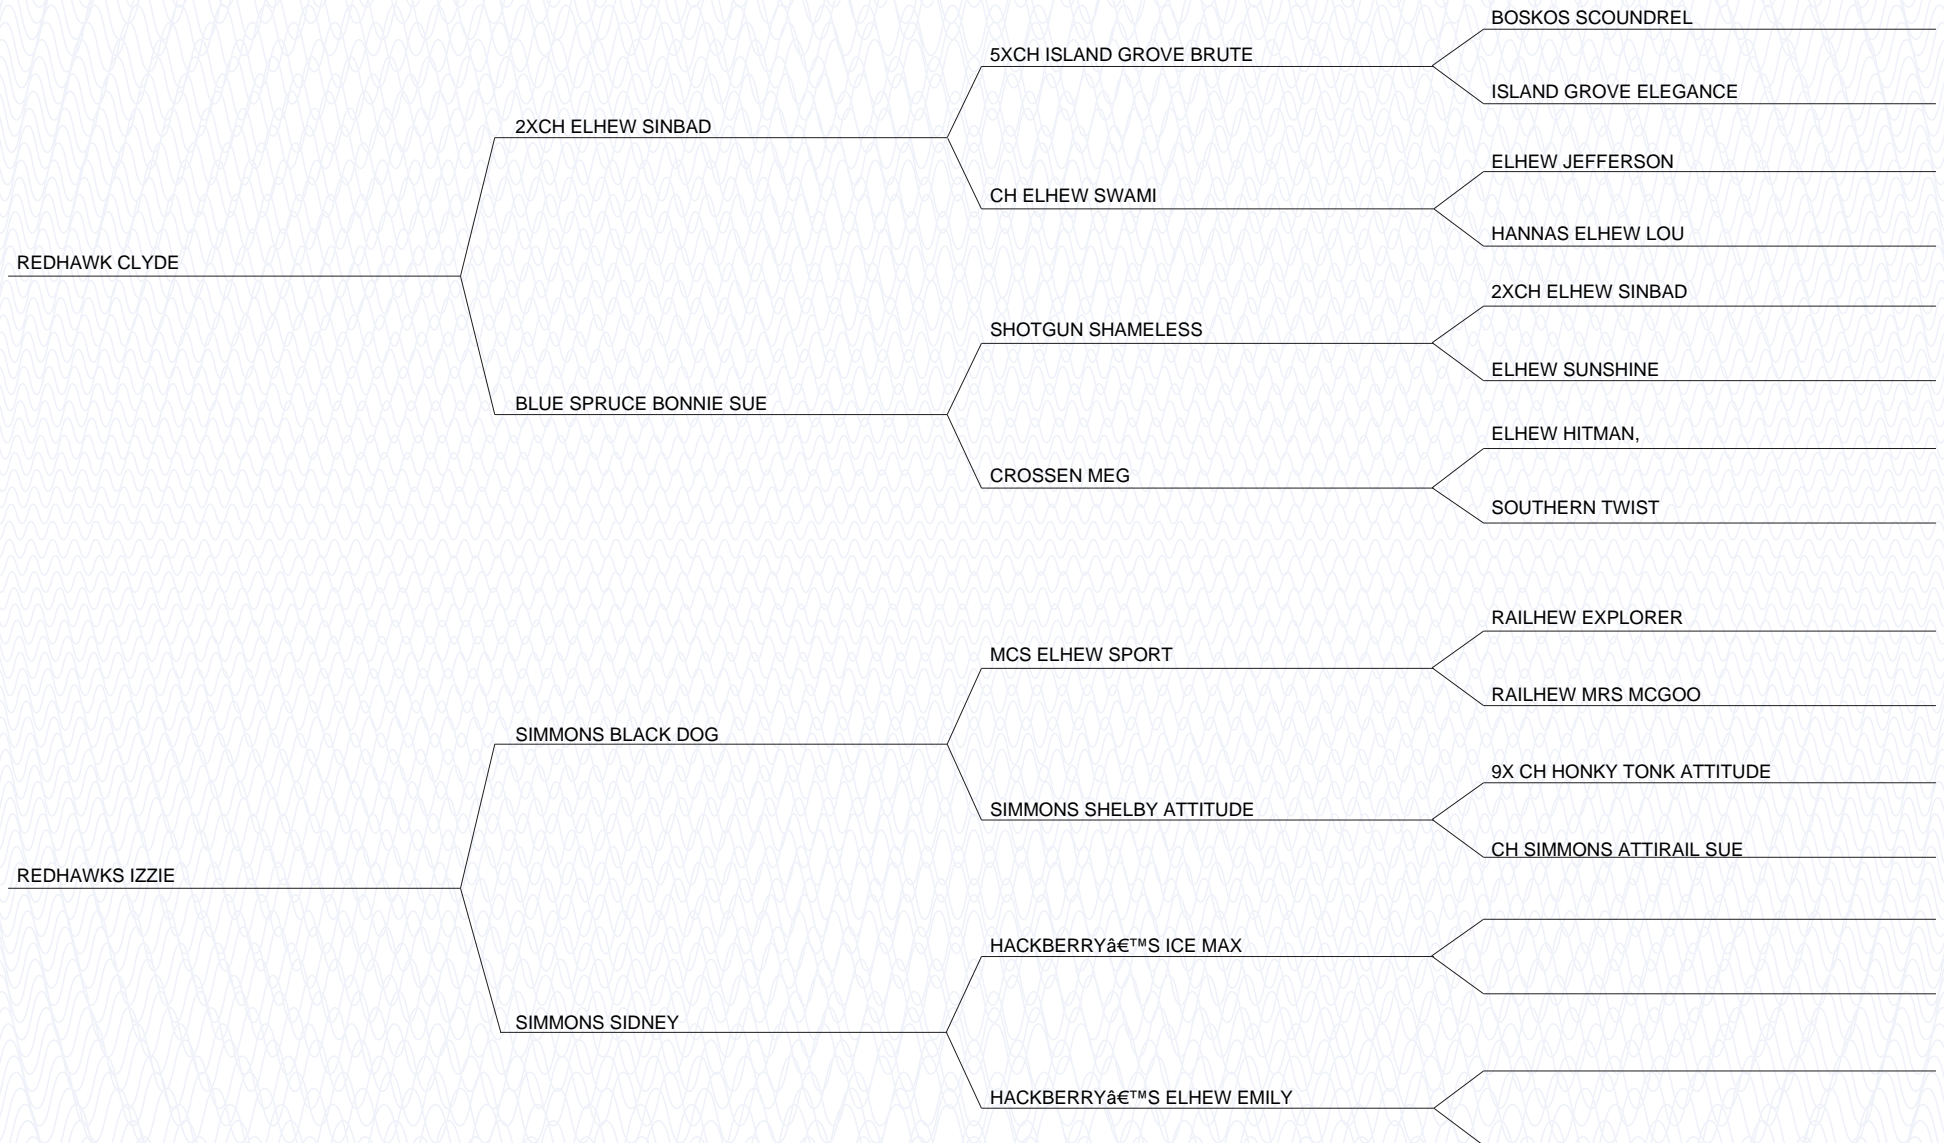 BOSKOS SCOUNDREL
5XCH ISLAND GROVE BRUTE
ISLAND GROVE ELEGANCE
2XCH ELHEW SINBAD
ELHEW JEFFERSON
CH ELHEW SWAMI
HANNAS ELHEW LOU
REDHAWK CLYDE
2XCH ELHEW SINBAD
SHOTGUN SHAMELESS
ELHEW SUNSHINE
BLUE SPRUCE BONNIE SUE
ELHEW HITMAN,
CROSSEN MEG
SOUTHERN TWIST
RAILHEW EXPLORER
MCS ELHEW SPORT
RAILHEW MRS MCGOO
SIMMONS BLACK DOG
9X CH HONKY TONK ATTITUDE
SIMMONS SHELBY ATTITUDE
CH SIMMONS ATTIRAIL SUE
REDHAWKS IZZIE
HACKBERRYâ€™S ICE MAX
SIMMONS SIDNEY
HACKBERRYâ€™S ELHEW EMILY